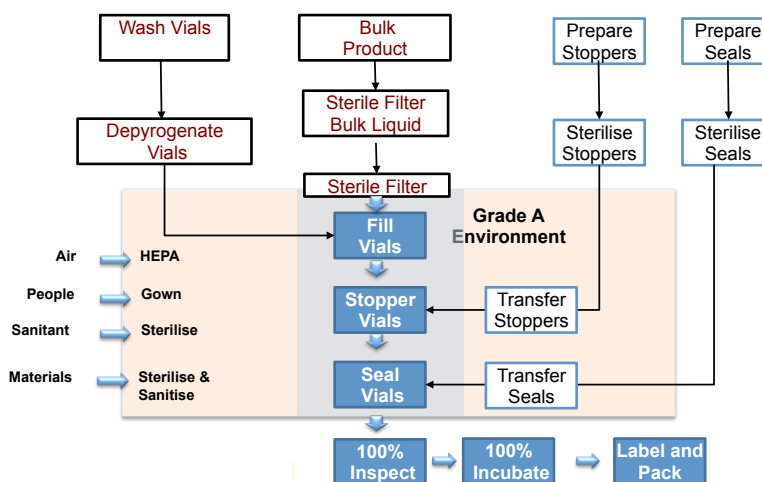 Wash Vials
Bulk
Product
Prepare
Stoppers
Prepare
Seals
Sterile Filter
Bulk Liquid
Depyrogenate
Vials
Sterilise
Stoppers
Sterilise
Seals
Sterile Filter
Fill
Vials
Grade A
Environment
Air
HEPA
People
Gown
Stopper
Vials
Transfer
Stoppers
Sanitant
Sterilise
Materials
Sterilise &
Sanitise
Seal
Vials
Transfer
Seals
100%
Inspect
100%
Incubate
Label and
Pack